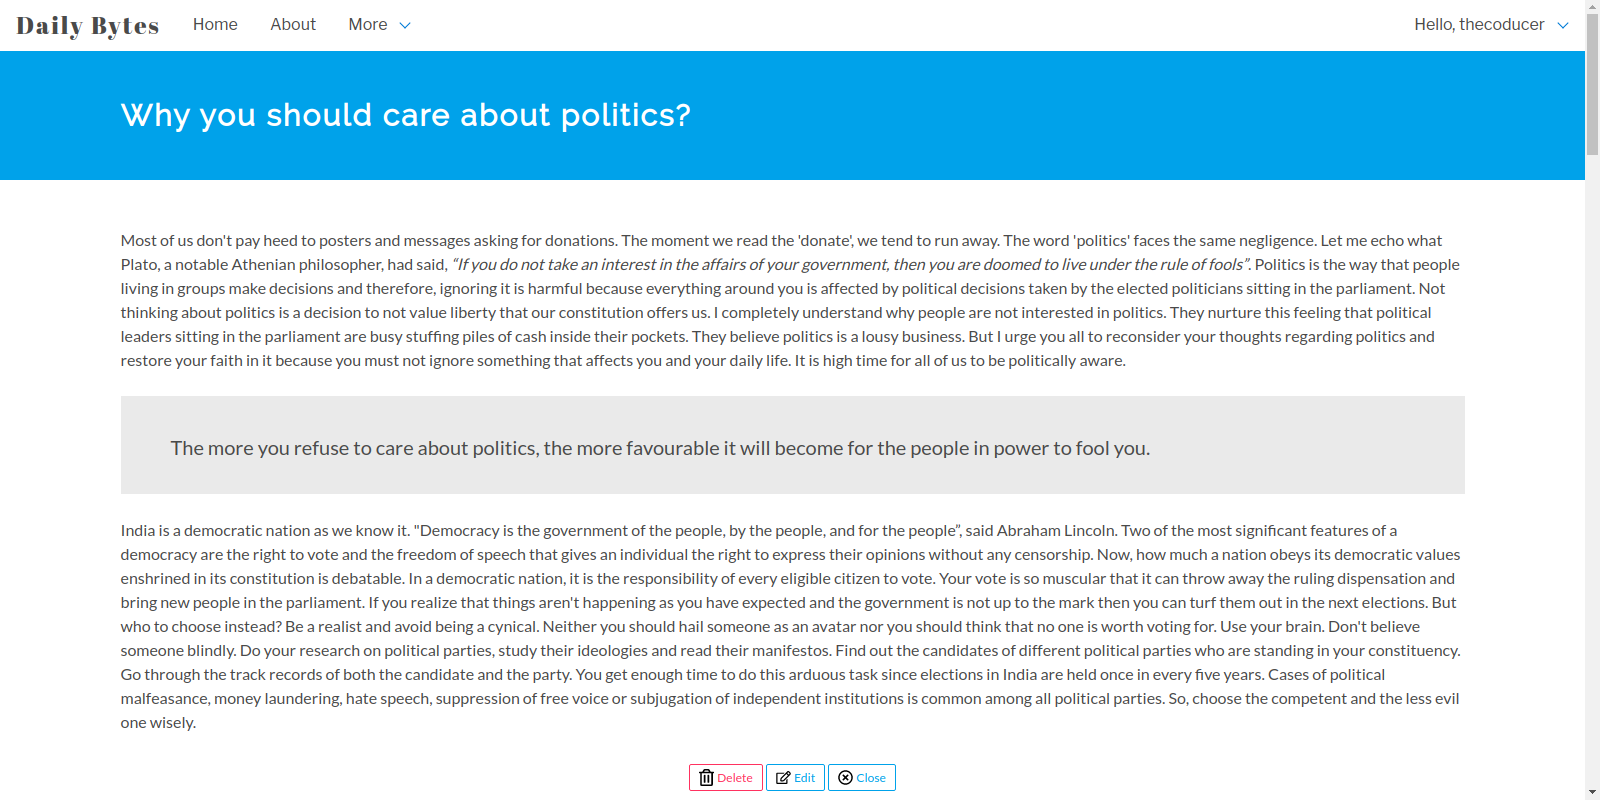 Daily Bytes Home About More Hello, thecoducer
Why you should care about politics?
Most of us don't pay heed to posters and messages asking for donations. The moment we read the 'donate', we tend to run away. The word 'politics' faces the same negligence. Let me echo what
Plato, a notable Athenian philosopher, had said, “If you do not take an interest in the affairs of your government, then you are doomed to live under the rule of fools”. Politics is the way that people
living in groups make decisions and therefore, ignoring it is harmful because everything around you is affected by political decisions taken by the elected politicians sitting in the parliament. Not
thinking about politics is a decision to not value liberty that our constitution offers us. I completely understand why people are not interested in politics. They nurture this feeling that political
leaders sitting in the parliament are busy stuffing piles of cash inside their pockets. They believe politics is a lousy business. But I urge you all to reconsider your thoughts regarding politics and
restore your faith in it because you must not ignore something that affects you and your daily life. It is high time for all of us to be politically aware.
The more you refuse to care about politics, the more favourable it will become for the people in power to fool you.
India is a democratic nation as we know it. "Democracy is the government of the people, by the people, and for the people”, said Abraham Lincoln. Two of the most significant features of a
democracy are the right to vote and the freedom of speech that gives an individual the right to express their opinions without any censorship. Now, how much a nation obeys its democratic values
enshrined in its constitution is debatable. In a democratic nation, it is the responsibility of every eligible citizen to vote. Your vote is so muscular that it can throw away the ruling dispensation and
bring new people in the parliament. If you realize that things aren't happening as you have expected and the government is not up to the mark then you can turf them out in the next elections. But
who to choose instead? Be a realist and avoid being a cynical. Neither you should hail someone as an avatar nor you should think that no one is worth voting for. Use your brain. Don't believe
someone blindly. Do your research on political parties, study their ideologies and read their manifestos. Find out the candidates of different political parties who are standing in your constituency.
Go through the track records of both the candidate and the party. You get enough time to do this arduous task since elections in India are held once in every five years. Cases of political
malfeasance, money laundering, hate speech, suppression of free voice or subjugation of independent institutions is common among all political parties. So, choose the competent and the less evil
one wisely.
Delete Edit Close